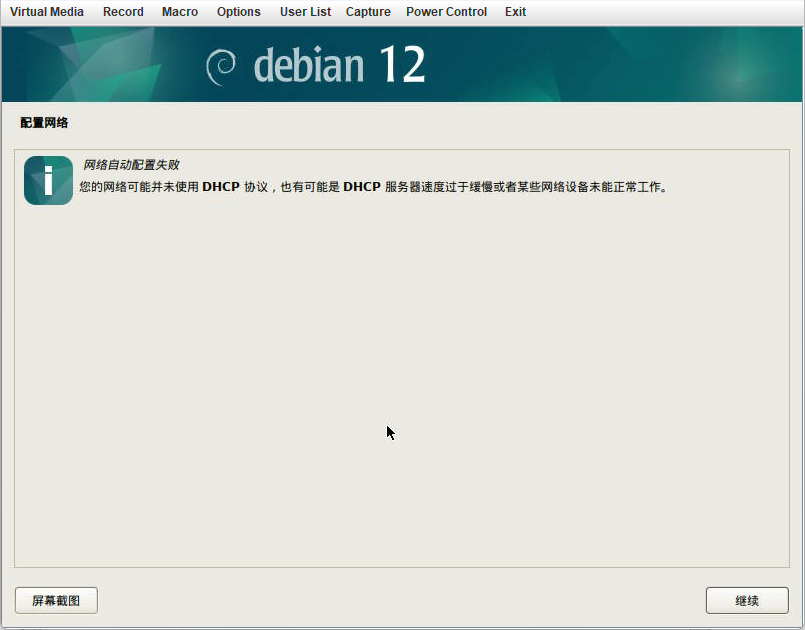 Virtual Media Record Macro Options User List Capture Power Control Exit
debian 12
配置网络
网络自动配置失败
您的网络可能并未使用 DHCP 协议，也有可能是 DHCP 服务器速度过于缓慢或者某些网络设备未能正常工作。
屏幕截图 继续